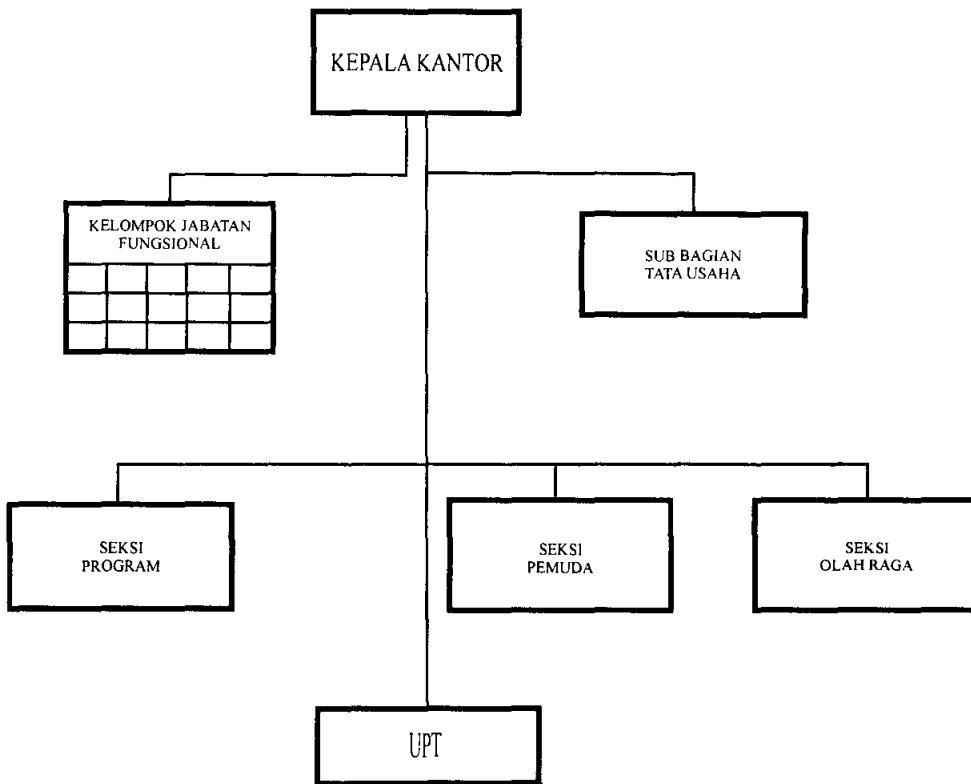 KEPALA KANTOR
KELOMPOK JABATAN
FUNGSIONAL
SUB BAGIAN
TATA USAHA
SEKSI
PROGRAM
SEKSI
PEMUDA
SEKSI
OLAH RAGA
UPT